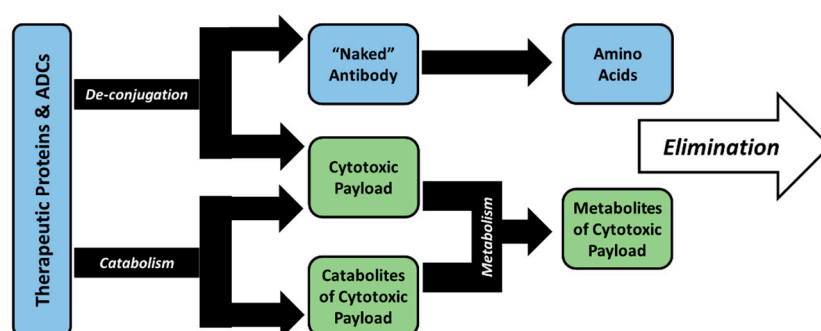 Therapeutic Proteins & ADCs
De-conjugation
Catabolism
"Naked"
Antibody
Cytotoxic
Payload
Catabolites
of Cytotoxic
Payload
Metabolism
Amino
Acids
Metabolites
of Cytotoxic
Payload
Elimination